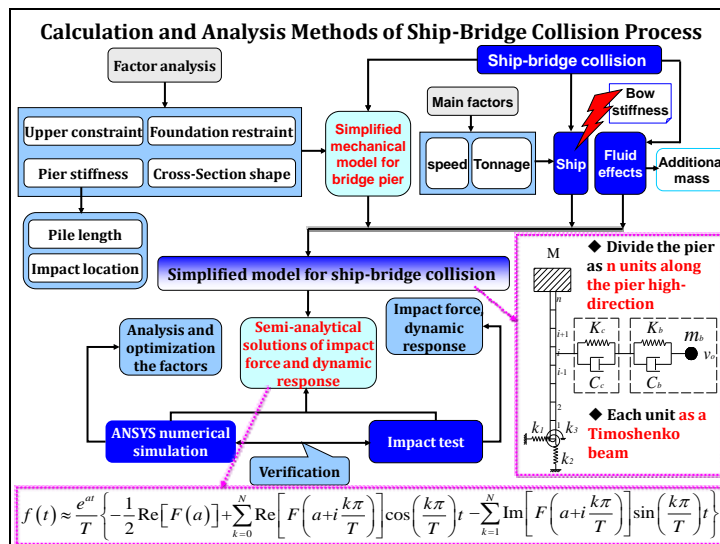 Calculation and Analysis Methods of Ship-Bridge Collision Process
Factor analysis
Ship-bridge collision
Upper constraint
Foundation restraint
Pier stiffness
Cross-Section shape
Pile length
Impact location
Simplified
mechanical
model for
bridge pier
Main factors
speed
Tonnage
Bow
stiffness
Ship
Fluid
effects
Additional
mass
Simplified model for ship-bridge collision
Analysis and
optimization
the factors
Semi-analytical
solutions of impact
force and dynamic
response
Impact force,
dynamic
response
ANSYS numerical
simulation
Impact test
Verification
◆ Divide the pier
as n units along
the pier high-
direction
M
n
i+1
i
i-1
2
1
K_c
K_b
m_b
v_o
C_c
C_b
k_1
k_3
k_2
◆ Each unit as a
Timoshenko
beam
f(t)≈e^{at}/T{-1/2 Re[F(a)]+∑_{k=0}^{N} Re[F(a+i kπ/T)]cos(kπ/T)t -∑_{k=1}^{N} Im[F(a+i kπ/T)]sin(kπ/T)t}